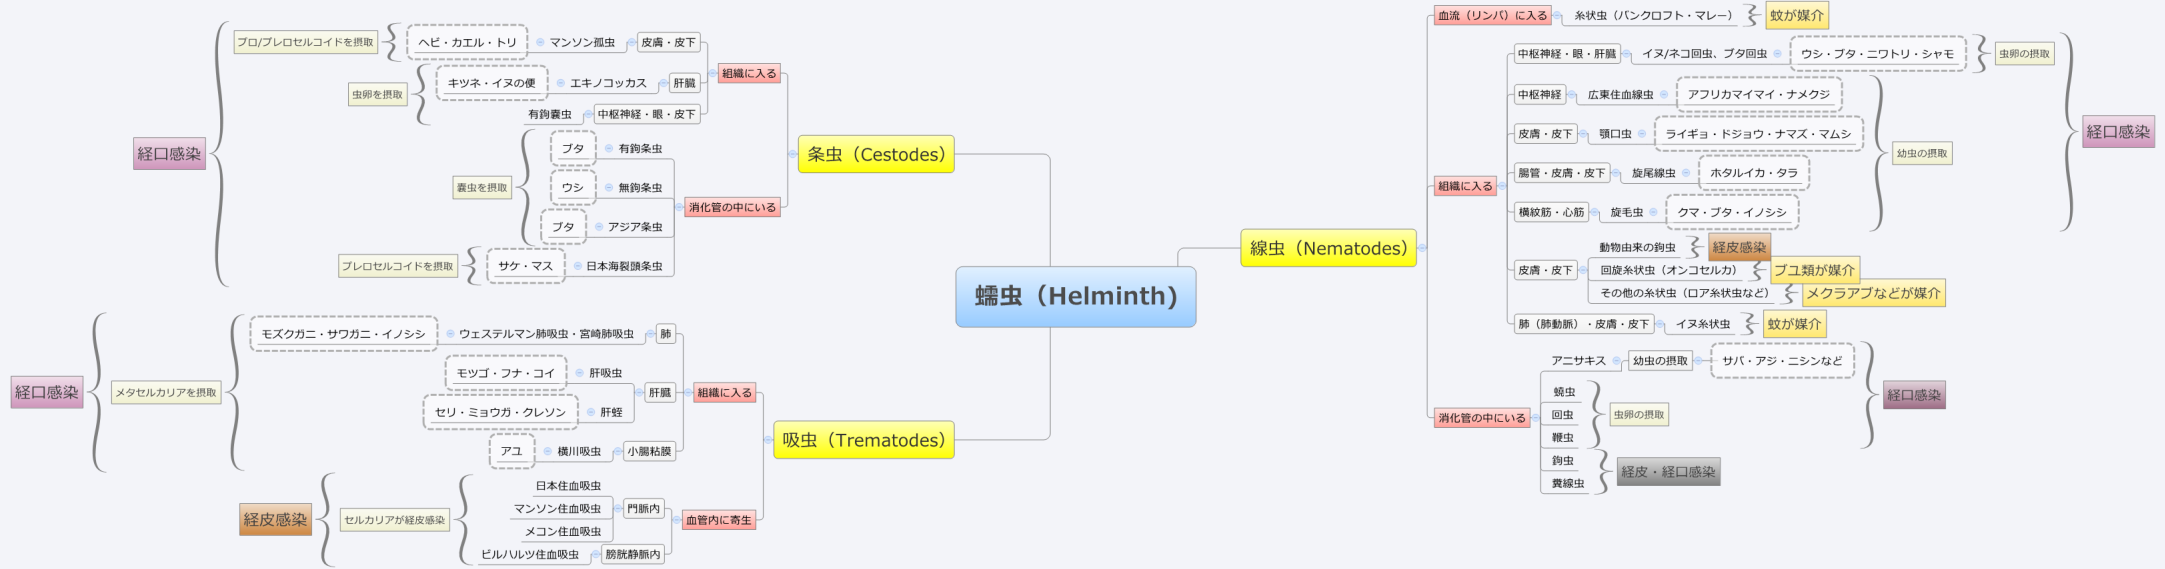 蠕虫（Helminth)
条虫（Cestodes）
組織に入る
皮膚・皮下
マンソン孤虫
ヘビ・カエル・トリ
プロ/プレロセルコイドを摂取
肝臓
エキノコッカス
キツネ・イヌの便
虫卵を摂取
中枢神経・眼・皮下
有鉤嚢虫
消化管の中にいる
有鉤条虫
ブタ
無鉤条虫
ウシ
アジア条虫
ブタ
嚢虫を摂取
日本海裂頭条虫
サケ・マス
プレロセルコイドを摂取
経口感染
吸虫（Trematodes）
組織に入る
肺
ウェステルマン肺吸虫・宮崎肺吸虫
モズクガニ・サワガニ・イノシシ
肝臓
肝吸虫
モツゴ・フナ・コイ
肝蛭
セリ・ミョウガ・クレソン
小腸粘膜
横川吸虫
アユ
メタセルカリアを摂取
経口感染
血管内に寄生
門脈内
日本住血吸虫
マンソン住血吸虫
メコン住血吸虫
膀胱静脈内
ビルハルツ住血吸虫
セルカリアが経皮感染
経皮感染
線虫（Nematodes）
血流（リンパ）に入る
糸状虫（バンクロフト・マレー）
蚊が媒介
組織に入る
中枢神経・眼・肝臓
イヌ/ネコ回虫、ブタ回虫
ウシ・ブタ・ニワトリ・シャモ
虫卵の摂取
中枢神経
広東住血線虫
アフリカマイマイ・ナメクジ
皮膚・皮下
顎口虫
ライギョ・ドジョウ・ナマズ・マムシ
腸管・皮膚・皮下
旋尾線虫
ホタルイカ・タラ
横紋筋・心筋
旋毛虫
クマ・ブタ・イノシシ
幼虫の摂取
経口感染
皮膚・皮下
動物由来の鉤虫
経皮感染
回旋糸状虫（オンコセルカ）
ブユ類が媒介
その他の糸状虫（ロア糸状虫など）
メクラアブなどが媒介
肺（肺動脈）・皮膚・皮下
イヌ糸状虫
蚊が媒介
消化管の中にいる
アニサキス
幼虫の摂取
サバ・アジ・ニシンなど
蟯虫
回虫
鞭虫
虫卵の摂取
経口感染
鉤虫
糞線虫
経皮・経口感染